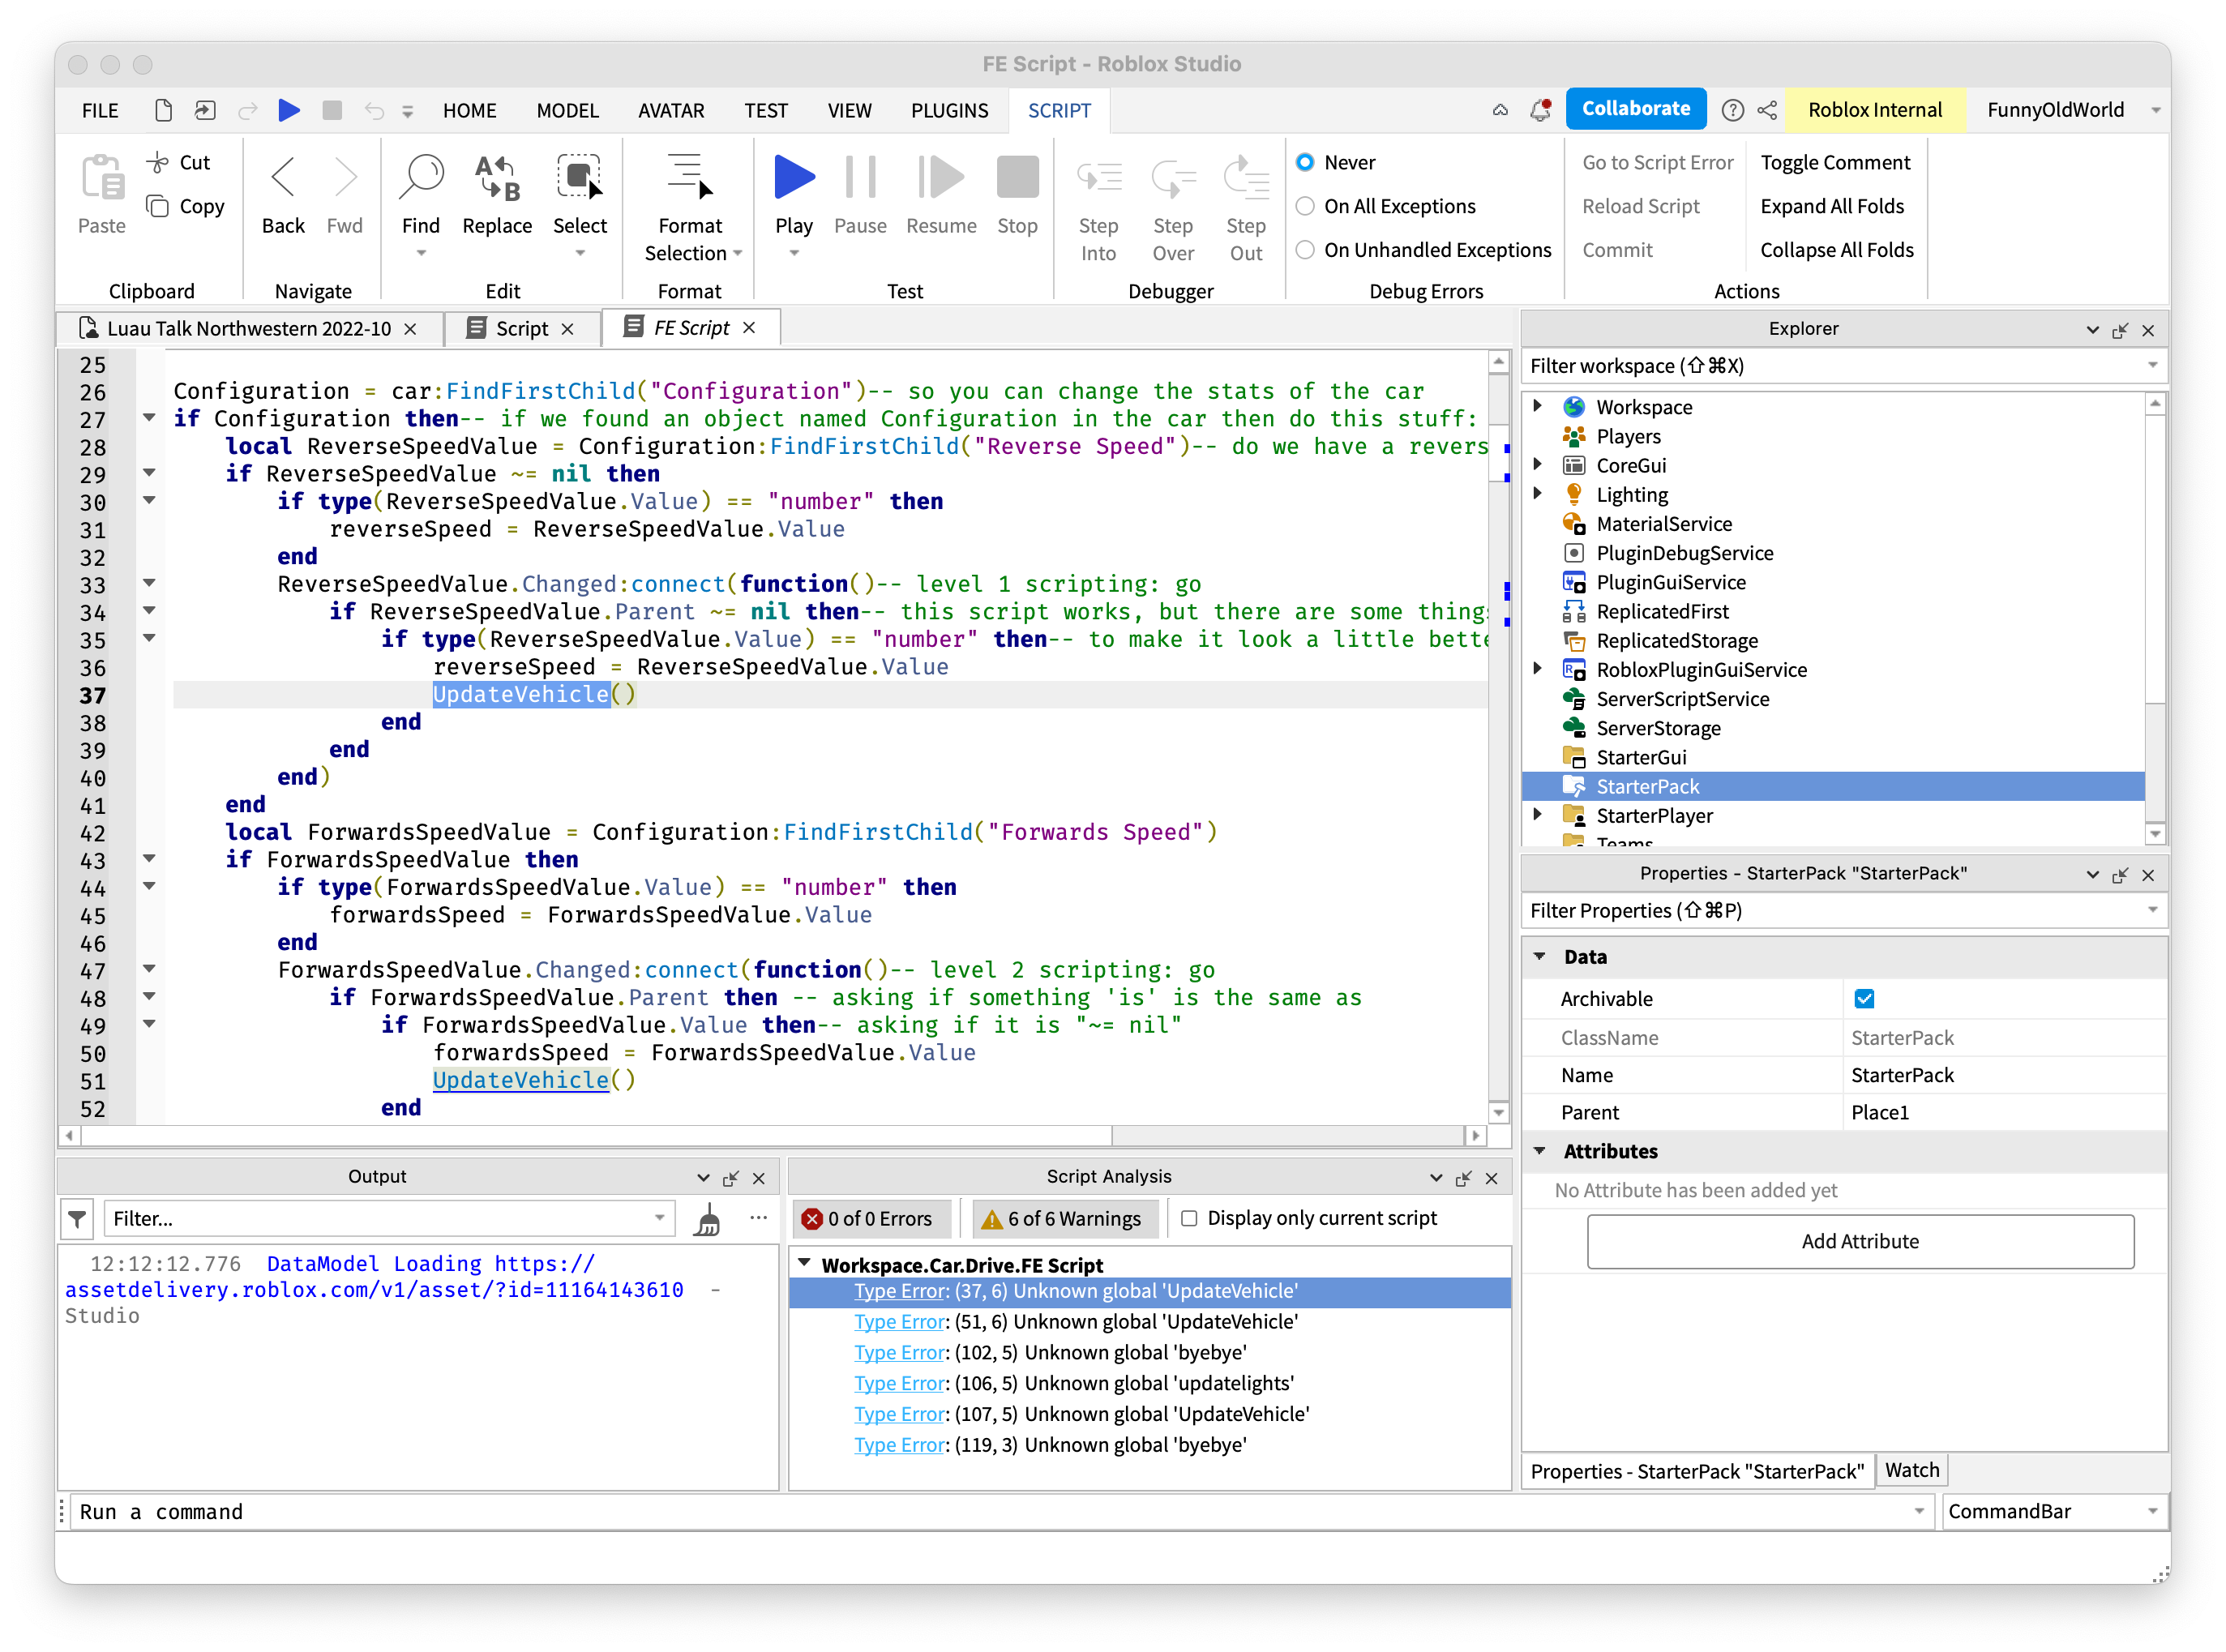 FE Script - Roblox Studio
FILE HOME MODEL AVATAR TEST VIEW PLUGINS SCRIPT Collaborate Roblox Internal FunnyOldWorld
Paste
Cut
Copy
Clipboard
Back
Fwd
Navigate
Find
Replace
Select
Edit
Format
Selection
Format
Play
Pause
Resume
Stop
Test
Step
Into
Step
Over
Step
Out
Debugger
Never
On All Exceptions
On Unhandled Exceptions
Debug Errors
Go to Script Error
Reload Script
Commit
Toggle Comment
Expand All Folds
Collapse All Folds
Actions
Luau Talk Northwestern 2022-10
Script
FE Script
25
26 Configuration = car:FindFirstChild("Configuration")-- so you can change the stats of the car
27 if Configuration then-- if we found an object named Configuration in the car then do this stuff:
28 local ReverseSpeedValue = Configuration:FindFirstChild("Reverse Speed")-- do we have a revers
29 if ReverseSpeedValue ~= nil then
30 if type(ReverseSpeedValue.Value) == "number" then
31 reverseSpeed = ReverseSpeedValue.Value
32 end
33 ReverseSpeedValue.Changed:connect(function()-- level 1 scripting: go
34 if ReverseSpeedValue.Parent ~= nil then-- this script works, but there are some things
35 if type(ReverseSpeedValue.Value) == "number" then-- to make it look a little bette
36 reverseSpeed = ReverseSpeedValue.Value
37 UpdateVehicle()
38 end
39 end
40 end)
41 end
42 local ForwardsSpeedValue = Configuration:FindFirstChild("Forwards Speed")
43 if ForwardsSpeedValue then
44 if type(ForwardsSpeedValue.Value) == "number" then
45 forwardsSpeed = ForwardsSpeedValue.Value
46 end
47 ForwardsSpeedValue.Changed:connect(function()-- level 2 scripting: go
48 if ForwardsSpeedValue.Parent then -- asking if something 'is' is the same as
49 if ForwardsSpeedValue.Value then-- asking if it is "~= nil"
50 forwardsSpeed = ForwardsSpeedValue.Value
51 UpdateVehicle()
52 end
Explorer
Filter workspace (⇧⌘X)
Workspace
Players
CoreGui
Lighting
MaterialService
PluginDebugService
PluginGuiService
ReplicatedFirst
ReplicatedStorage
RobloxPluginGuiService
ServerScriptService
ServerStorage
StarterGui
StarterPack
StarterPlayer
Teams
Properties - StarterPack "StarterPack"
Filter Properties (⇧⌘P)
Data
Archivable
ClassName StarterPack
Name StarterPack
Parent Place1
Attributes
No Attribute has been added yet
Add Attribute
Properties - StarterPack "StarterPack" Watch
Output
Filter...
12:12:12.776 DataModel Loading https://
assetdelivery.roblox.com/v1/asset/?id=11164143610 -
Studio
Script Analysis
0 of 0 Errors 6 of 6 Warnings Display only current script
Workspace.Car.Drive.FE Script
Type Error: (37, 6) Unknown global 'UpdateVehicle'
Type Error: (51, 6) Unknown global 'UpdateVehicle'
Type Error: (102, 5) Unknown global 'byebye'
Type Error: (106, 5) Unknown global 'updatelights'
Type Error: (107, 5) Unknown global 'UpdateVehicle'
Type Error: (119, 3) Unknown global 'byebye'
Run a command CommandBar